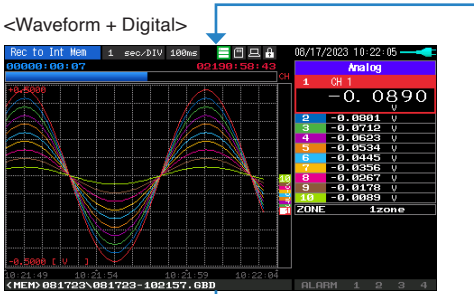 <Waveform + Digital>
Rec to Int Mem 1 sec/DIV 100ms 08/17/2023 10:22:05
00000:00:07 02190:58:43
CH
Analog
1 CH 1
-0. 0890
V
+0.5000
2 -0.0801 V
3 -0.0712 V
4 -0.0623 V
5 -0.0534 V
6 -0.0445 V
7 -0.0356 V
8 -0.0267 V
9 -0.0178 V
10 -0.0089 V
10
ZONE 1zone
1
-0.5000 [ V ]
10:21:49 10:21:54 10:21:59 10:22:04
<MEM>081723\081723-102157.GBD
ALARM 1 2 3 4